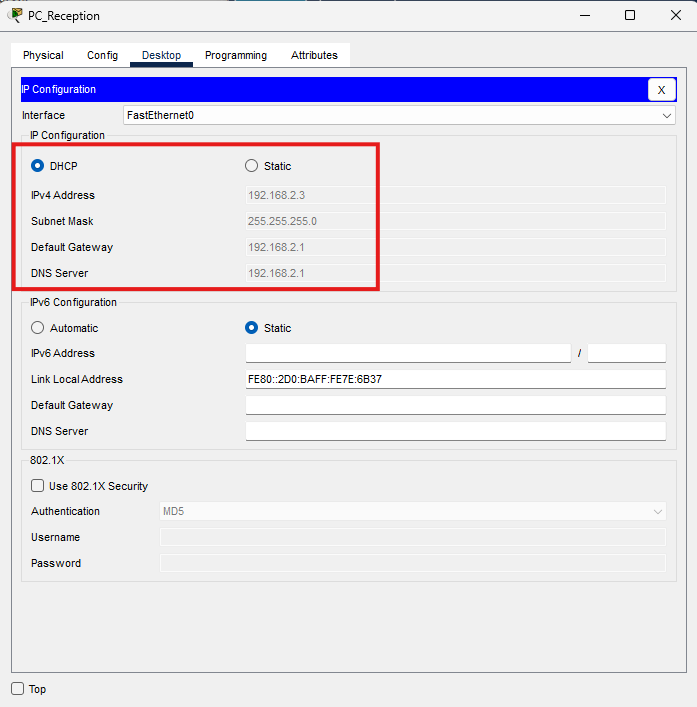 PC_Reception
Physical Config Desktop Programming Attributes
IP Configuration X
Interface FastEthernet0
IP Configuration
DHCP Static
IPv4 Address 192.168.2.3
Subnet Mask 255.255.255.0
Default Gateway 192.168.2.1
DNS Server 192.168.2.1
IPv6 Configuration
Automatic Static
IPv6 Address /
Link Local Address FE80::2D0:BAFF:FE7E:6B37
Default Gateway
DNS Server
802.1X
Use 802.1X Security
Authentication MD5
Username
Password
Top